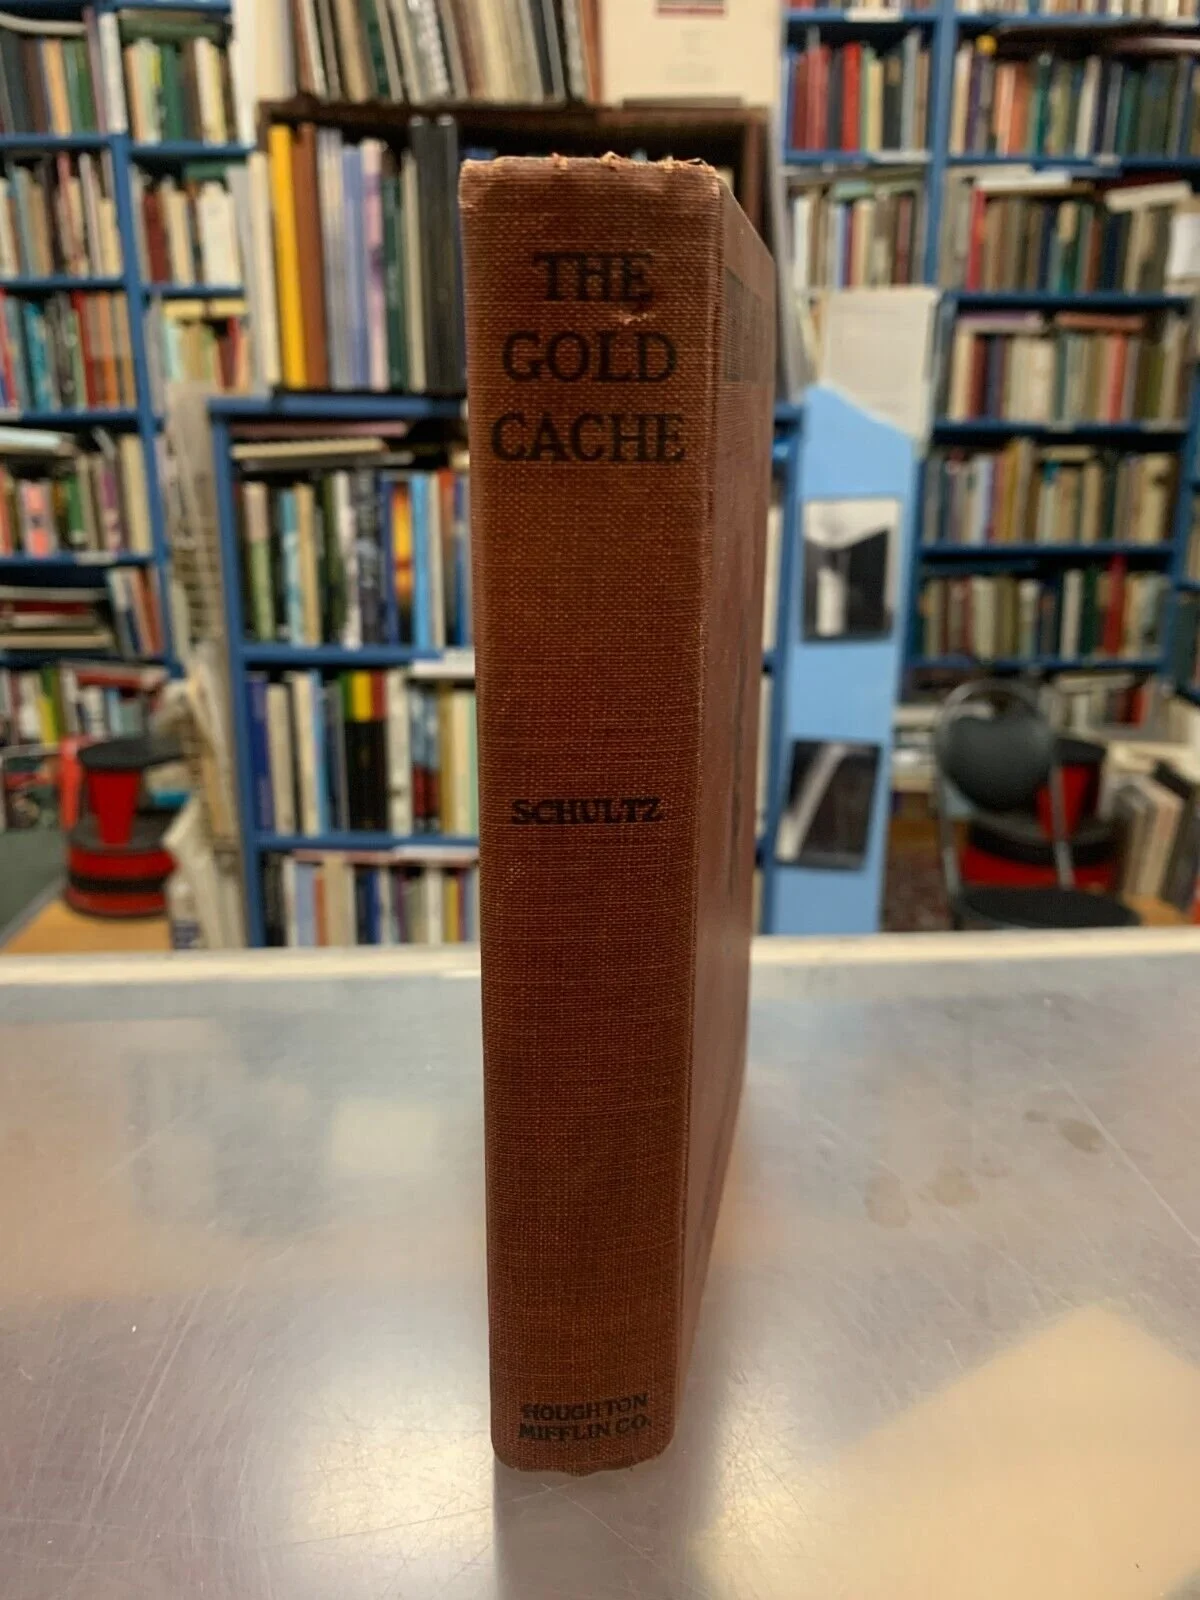 THE
GOLD
CACHE
SCHULTZ
HOUGHTON
MIFFLIN CO.